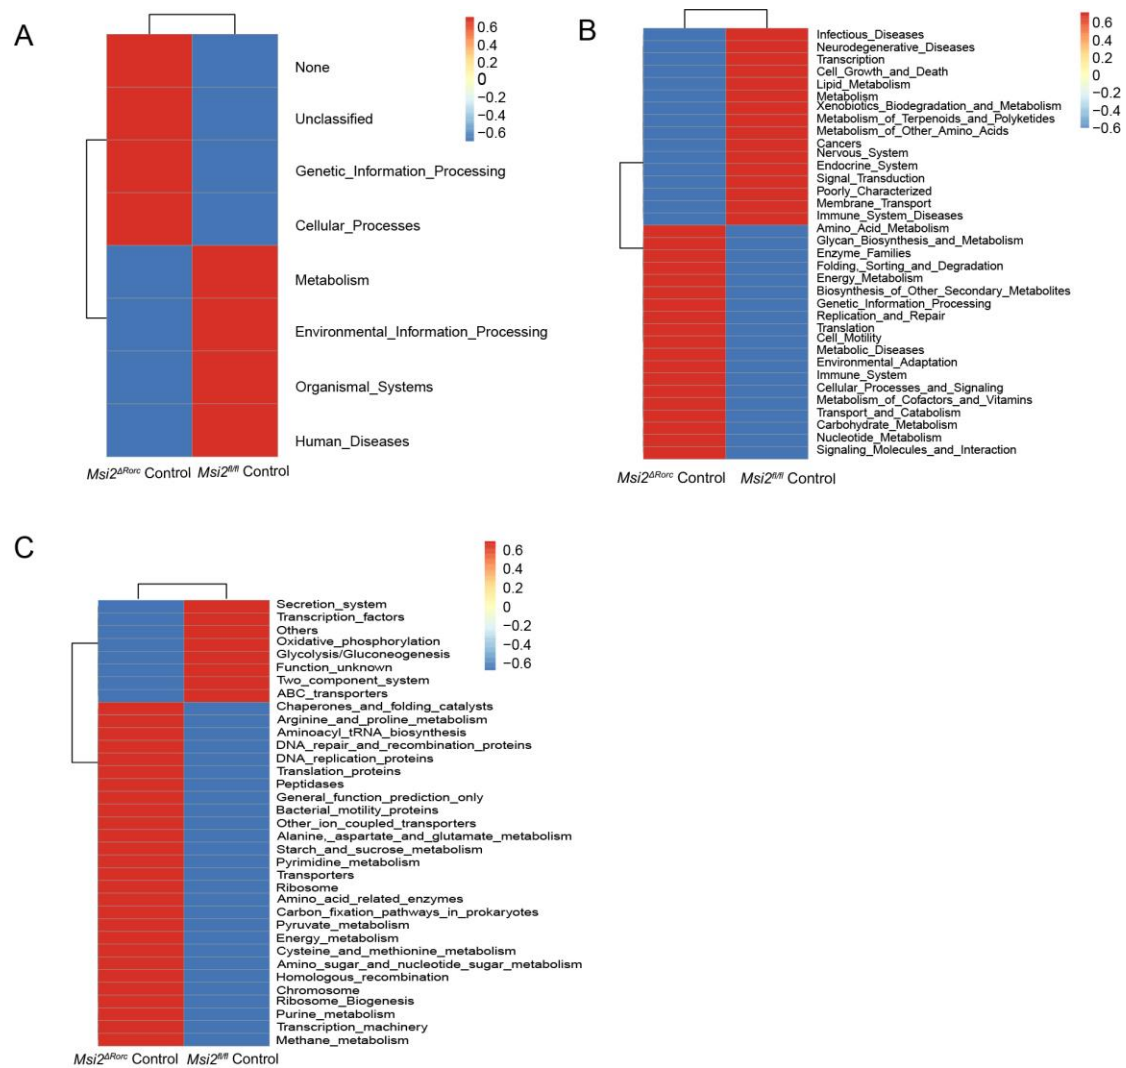 A
0.6
0.4
0.2
0
−0.2
−0.4
−0.6
None
Unclassified
Genetic_Information_Processing
Cellular_Processes
Metabolism
Environmental_Information_Processing
Organismal_Systems
Human_Diseases
Msi2ΔRorc Control Msi2fl/fl Control
B
0.6
0.4
0.2
0
−0.2
−0.4
−0.6
Infectious_Diseases
Neurodegenerative_Diseases
Transcription
Cell_Growth_and_Death
Lipid_Metabolism
Metabolism
Xenobiotics_Biodegradation_and_Metabolism
Metabolism_of_Terpenoids_and_Polyketides
Metabolism_of_Other_Amino_Acids
Cancers
Nervous_System
Endocrine_System
Signal_Transduction
Poorly_Characterized
Membrane_Transport
Immune_System_Diseases
Amino_Acid_Metabolism
Glycan_Biosynthesis_and_Metabolism
Enzyme_Families
Folding,_Sorting_and_Degradation
Energy_Metabolism
Biosynthesis_of_Other_Secondary_Metabolites
Genetic_Information_Processing
Replication_and_Repair
Translation
Cell_Motility
Metabolic_Diseases
Environmental_Adaptation
Immune_System
Cellular_Processes_and_Signaling
Metabolism_of_Cofactors_and_Vitamins
Transport_and_Catabolism
Carbohydrate_Metabolism
Nucleotide_Metabolism
Signaling_Molecules_and_Interaction
Msi2ΔRorc Control Msi2fl/fl Control
C
0.6
0.4
0.2
0
−0.2
−0.4
−0.6
Secretion_system
Transcription_factors
Others
Oxidative_phosphorylation
Glycolysis/Gluconeogenesis
Function_unknown
Two_component_system
ABC_transporters
Chaperones_and_folding_catalysts
Arginine_and_proline_metabolism
Aminoacyl_tRNA_biosynthesis
DNA_repair_and_recombination_proteins
DNA_replication_proteins
Translation_proteins
Peptidases
General_function_prediction_only
Bacterial_motility_proteins
Other_ion_coupled_transporters
Alanine,_aspartate_and_glutamate_metabolism
Starch_and_sucrose_metabolism
Pyrimidine_metabolism
Transporters
Ribosome
Amino_acid_related_enzymes
Carbon_fixation_pathways_in_prokaryotes
Pyruvate_metabolism
Energy_metabolism
Cysteine_and_methionine_metabolism
Amino_sugar_and_nucleotide_sugar_metabolism
Homologous_recombination
Chromosome
Ribosome_Biogenesis
Purine_metabolism
Transcription_machinery
Methane_metabolism
Msi2ΔRorc Control Msi2fl/fl Control